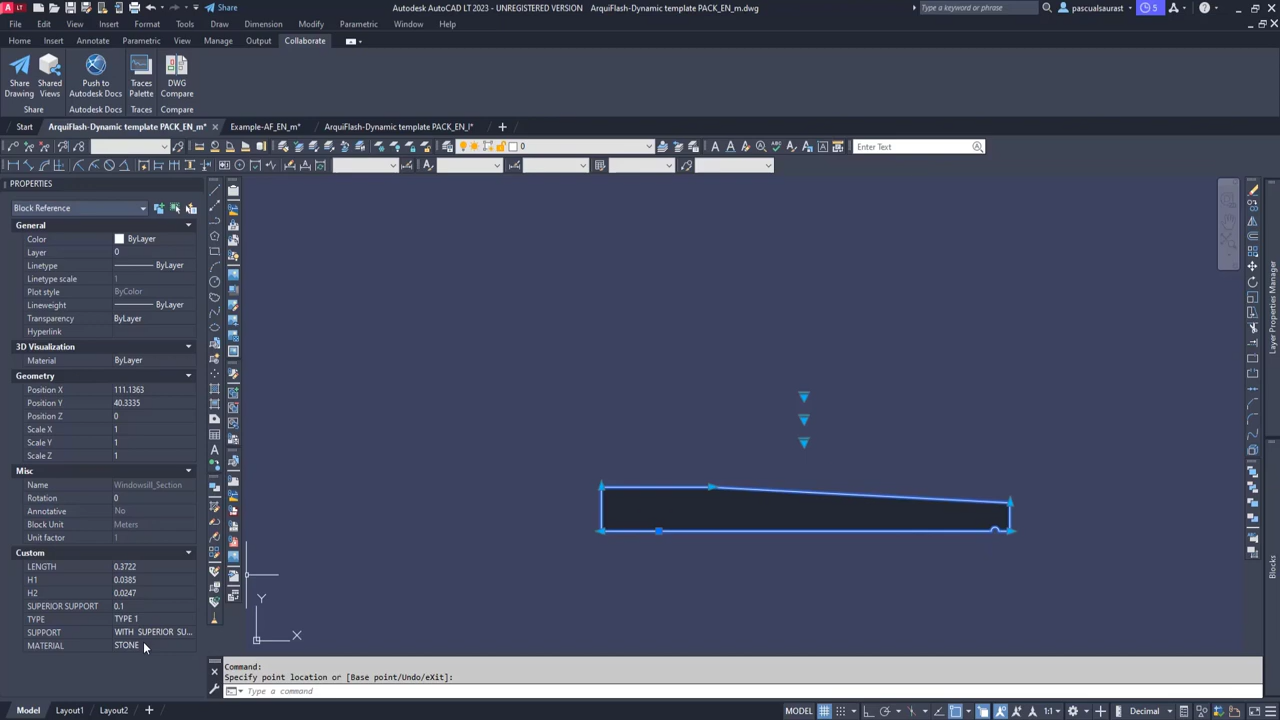 Share
Autodesk AutoCAD LT 2023 - UNREGISTERED VERSION ArquiFlash-Dynamic template PACK_EN_m.dwg
Type a keyword or phrase
pascualsaurast
5
File Edit View Insert Format Tools Draw Dimension Modify Parametric Window Help
Home Insert Annotate Parametric View Manage Output Collaborate
Share Drawing
Shared Views
Push to Autodesk Docs
Traces Palette
DWG Compare
Share
Autodesk Docs
Traces
Compare
Start
ArquiFlash-Dynamic template PACK_EN_m*
Example-AF_EN_m*
ArquiFlash-Dynamic template PACK_EN_I*
0
Enter Text
PROPERTIES
Block Reference
General
Color ByLayer
Layer 0
Linetype ByLayer
Linetype scale 1
Plot style ByColor
Lineweight ByLayer
Transparency ByLayer
Hyperlink
3D Visualization
Material ByLayer
Geometry
Position X 111.1363
Position Y 40.3335
Position Z 0
Scale X 1
Scale Y 1
Scale Z 1
Misc
Name Windowsill_Section
Rotation 0
Annotative No
Block Unit Meters
Unit factor 1
Custom
LENGTH 0.3722
H1 0.0385
H2 0.0247
SUPERIOR SUPPORT 0.1
TYPE TYPE 1
SUPPORT WITH SUPERIOR SU...
MATERIAL STONE
Y
X
Layer Properties Manager
Blocks
Command:
Specify point location or [Base point/Undo/eXit]:
Type a command
Model Layout1 Layout2
MODEL
1:1
Decimal